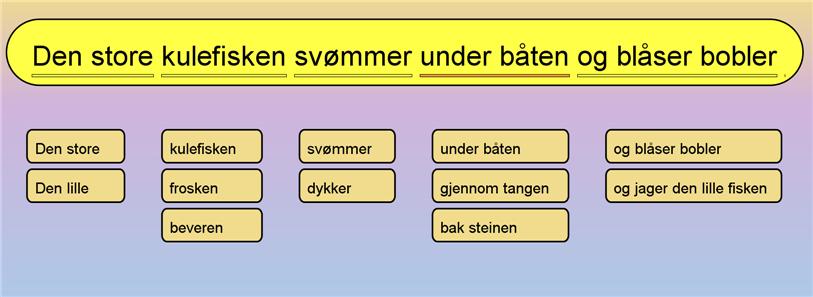 Den store kulefisken svømmer under båten og blåser bobler
Den store kulefisken svømmer under båten og blåser bobler
Den lille frosken dykker gjennom tangen og jager den lille fisken
beveren bak steinen